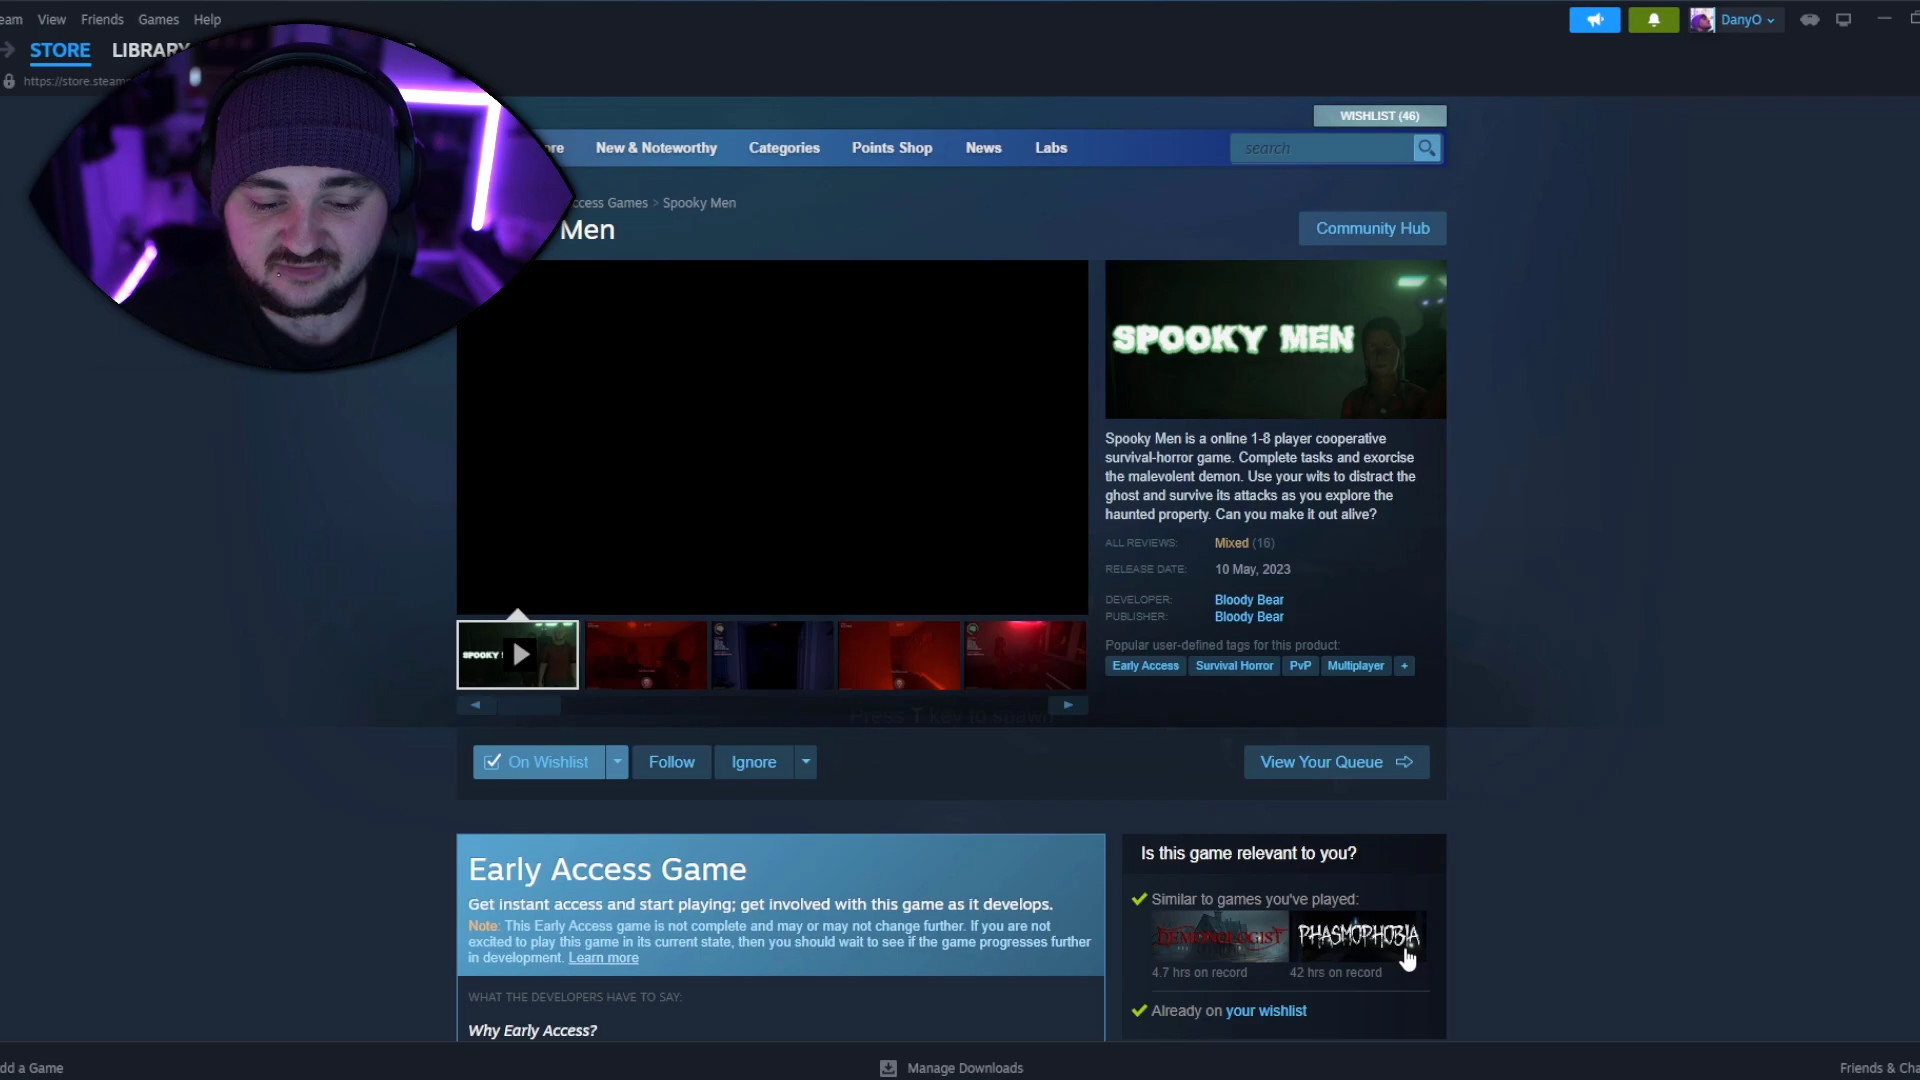 View Friends Games Help
DanyO
STORE LIBRARY
https://store.steam
WISHLIST (46)
New & Noteworthy Categories Points Shop News Labs
search
Access Games > Spooky Men
Men
Community Hub
SPOOKY MEN
Spooky Men is a online 1-8 player cooperative
survival-horror game. Complete tasks and exorcise
the malevolent demon. Use your wits to distract the
ghost and survive its attacks as you explore the
haunted property. Can you make it out alive?
ALL REVIEWS: Mixed (16)
RELEASE DATE: 10 May, 2023
DEVELOPER: Bloody Bear
PUBLISHER: Bloody Bear
Popular user-defined tags for this product:
Early Access Survival Horror PvP Multiplayer +
SPOOKY
Press T key to spawn
On Wishlist Follow Ignore
View Your Queue
Early Access Game
Get instant access and start playing; get involved with this game as it develops.
Note: This Early Access game is not complete and may or may not change further. If you are not
excited to play this game in its current state, then you should wait to see if the game progresses further
in development. Learn more
WHAT THE DEVELOPERS HAVE TO SAY:
Why Early Access?
Is this game relevant to you?
Similar to games you've played:
DEMONOLOGIST PHASMOPHOBIA
4.7 hrs on record 42 hrs on record
Already on your wishlist
dd a Game
Manage Downloads
Friends & Cha